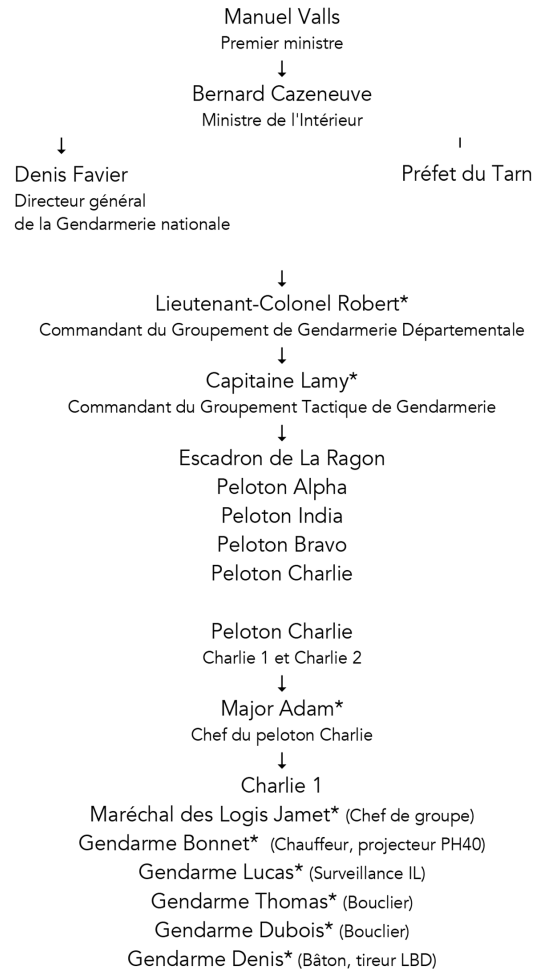 Manuel Valls
Premier ministre
↓
Bernard Cazeneuve
Ministre de l'Intérieur
↓
Denis Favier
Directeur général
de la Gendarmerie nationale
Préfet du Tarn
↓
Lieutenant-Colonel Robert*
Commandant du Groupement de Gendarmerie Départementale
↓
Capitaine Lamy*
Commandant du Groupement Tactique de Gendarmerie
↓
Escadron de La Ragon
Peloton Alpha
Peloton India
Peloton Bravo
Peloton Charlie
Peloton Charlie
Charlie 1 et Charlie 2
↓
Major Adam*
Chef du peloton Charlie
↓
Charlie 1
Maréchal des Logis Jamet* (Chef de groupe)
Gendarme Bonnet* (Chauffeur, projecteur PH40)
Gendarme Lucas* (Surveillance IL)
Gendarme Thomas* (Bouclier)
Gendarme Dubois* (Bouclier)
Gendarme Denis* (Bâton, tireur LBD)